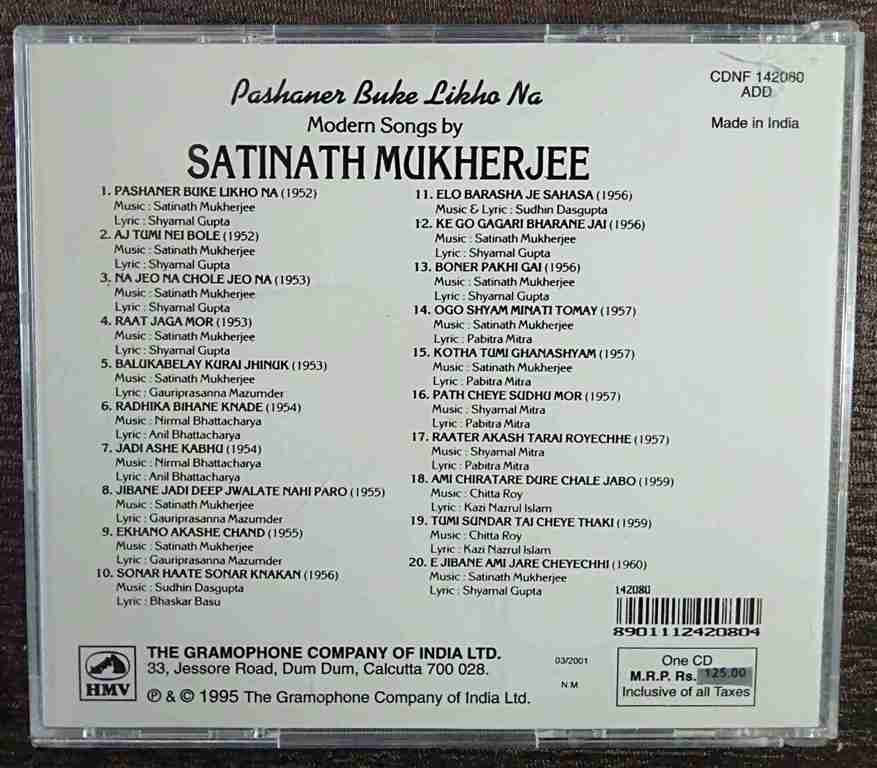 Pashaner Buke Likho Na
Modern Songs by
SATINATH MUKHERJEE
CDNF 142080
ADD
Made in India
1. PASHANER BUKE LIKHO NA (1952)
Music : Satinath Mukherjee
Lyric : Shyamal Gupta
2. AJ TUMI NEI BOLE (1952)
Music : Satinath Mukherjee
Lyric : Shyamal Gupta
3. NA JEO NA CHOLE JEO NA (1953)
Music : Satinath Mukherjee
Lyric : Shyamal Gupta
4. RAAT JAGA MOR (1953)
Music : Satinath Mukherjee
Lyric : Shyamal Gupta
5. BALUKABELAY KURAI JHINUK (1953)
Music : Satinath Mukherjee
Lyric : Gauriprasanna Mazumder
6. RADHIKA BIHANE KNADE (1954)
Music : Nirmal Bhattacharya
Lyric : Anil Bhattacharya
7. JADI ASHE KABHU (1954)
Music : Nirmal Bhattacharya
Lyric : Anil Bhattacharya
8. JIBANE JADI DEEP JWALATE NAHI PARO (1955)
Music : Satinath Mukherjee
Lyric : Gauriprasanna Mazumder
9. EKHANO AKASHE CHAND (1955)
Music : Satinath Mukherjee
Lyric : Gauriprasanna Mazumder
10. SONAR HAATE SONAR KNAKAN (1956)
Music : Sudhin Dasgupta
Lyric : Bhaskar Basu
11. ELO BARASHA JE SAHASA (1956)
Music & Lyric : Sudhin Dasgupta
12. KE GO GAGARI BHARANE JAI (1956)
Music : Satinath Mukherjee
Lyric : Shyamal Gupta
13. BONER PAKHI GAI (1956)
Music : Satinath Mukherjee
Lyric : Shyamal Gupta
14. OGO SHYAM MINATI TOMAY (1957)
Music : Satinath Mukherjee
Lyric : Pabitra Mitra
15. KOTHA TUMI GHANASHYAM (1957)
Music : Satinath Mukherjee
Lyric : Pabitra Mitra
16. PATH CHEYE SUDHU MOR (1957)
Music : Shyamal Mitra
Lyric : Pabitra Mitra
17. RAATER AKASH TARAI ROYECHHE (1957)
Music : Shyamal Mitra
Lyric : Pabitra Mitra
18. AMI CHIRATARE DURE CHALE JABO (1959)
Music : Chitta Roy
Lyric : Kazi Nazrul Islam
19. TUMI SUNDAR TAI CHEYE THAKI (1959)
Music : Chitta Roy
Lyric : Kazi Nazrul Islam
20. E JIBANE AMI JARE CHEYECHHI (1960)
Music : Satinath Mukherjee
Lyric : Shyamal Gupta
142080
8901112420804
HMV
THE GRAMOPHONE COMPANY OF INDIA LTD.
33, Jessore Road, Dum Dum, Calcutta 700 028.
℗ & © 1995 The Gramophone Company of India Ltd.
03/2001
N.M
One CD
M.R.P. Rs. 125.00
Inclusive of all Taxes